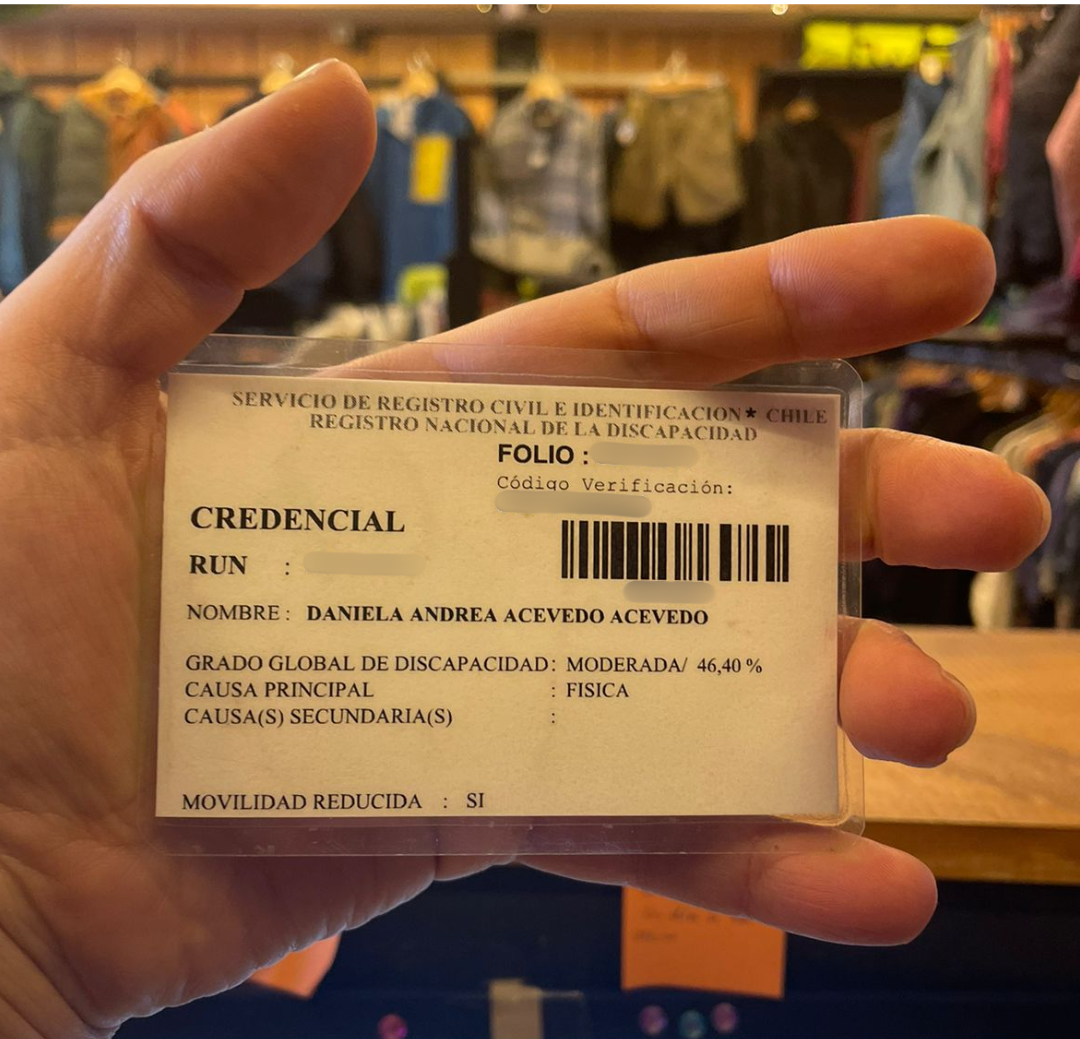 SERVICIO DE REGISTRO CIVIL E IDENTIFICACION * CHILE
REGISTRO NACIONAL DE LA DISCAPACIDAD
FOLIO :
Código Verificación:
CREDENCIAL
RUN :
NOMBRE : DANIELA ANDREA ACEVEDO ACEVEDO
GRADO GLOBAL DE DISCAPACIDAD : MODERADA/ 46,40 %
CAUSA PRINCIPAL : FISICA
CAUSA(S) SECUNDARIA(S) :
MOVILIDAD REDUCIDA : SI